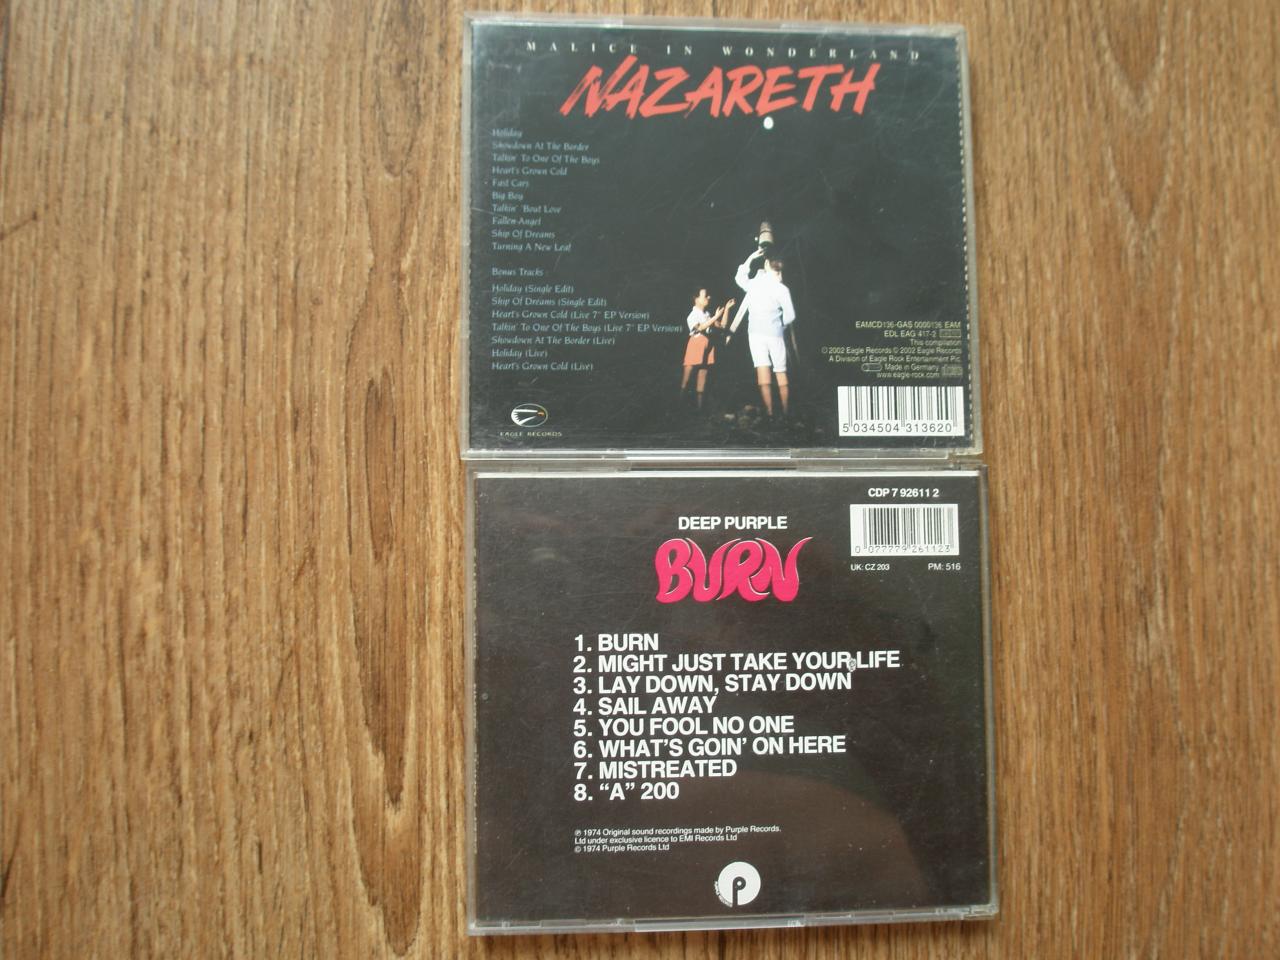 MALICE IN WONDERLAND
NAZARETH
Holiday
Showdown At The Border
Talkin' To One Of The Boys
Heart's Grown Cold
Fast Cars
Big Boy
Talkin' 'Bout Love
Fallen Angel
Ship Of Dreams
Turning A New Leaf
Bonus Tracks
Holiday (Single Edit)
Ship Of Dreams (Single Edit)
Heart's Grown Cold (Live 7" EP Version)
Talkin' To One Of The Boys (Live 7" EP Version)
Showdown At The Border (Live)
Holiday (Live)
Heart's Grown Cold (Live)
EAMCD136-GAS 0000136 EAM
EDL EAG 417-2
This compilation
℗ 2002 Eagle Records © 2002 Eagle Records
A Division of Eagle Rock Entertainment Plc.
Made in Germany
www.eagle-rock.com
5 034504 313620
EAGLE RECORDS
CDP 7 92611 2
DEEP PURPLE
BURN
0 077779 261123
UK: CZ 203 PM: 516
1. BURN
2. MIGHT JUST TAKE YOUR LIFE
3. LAY DOWN, STAY DOWN
4. SAIL AWAY
5. YOU FOOL NO ONE
6. WHAT'S GOIN' ON HERE
7. MISTREATED
8. "A" 200
℗ 1974 Original sound recordings made by Purple Records.
Ltd under exclusive licence to EMI Records Ltd
© 1974 Purple Records Ltd